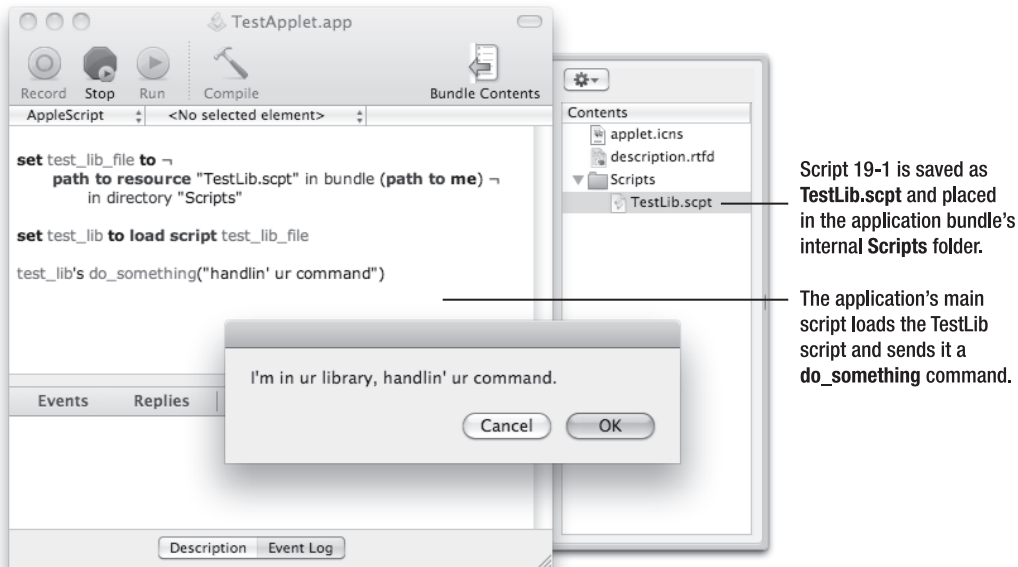 TestApplet.app
Record Stop Run Compile Bundle Contents
AppleScript <No selected element>
set test_lib_file to ¬
path to resource "TestLib.scpt" in bundle (path to me) ¬
in directory "Scripts"
set test_lib to load script test_lib_file
test_lib's do_something("handlin' ur command")
I'm in ur library, handlin' ur command.
Cancel OK
Events Replies
Description Event Log
Contents
applet.icns
description.rtfd
Scripts
TestLib.scpt
Script 19-1 is saved as
TestLib.scpt and placed
in the application bundle's
internal Scripts folder.
The application's main
script loads the TestLib
script and sends it a
do_something command.